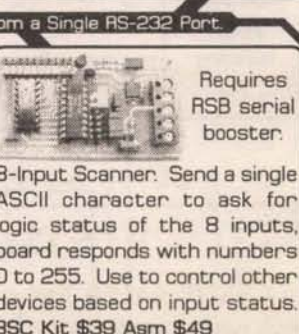 om a Single RS-232 Port.
Requires
RSB serial
booster.
8-Input Scanner. Send a single
ASCII character to ask for
logic status of the 8 inputs,
board responds with numbers
0 to 255. Use to control other
devices based on input status.
BSC Kit $39 Asm $49